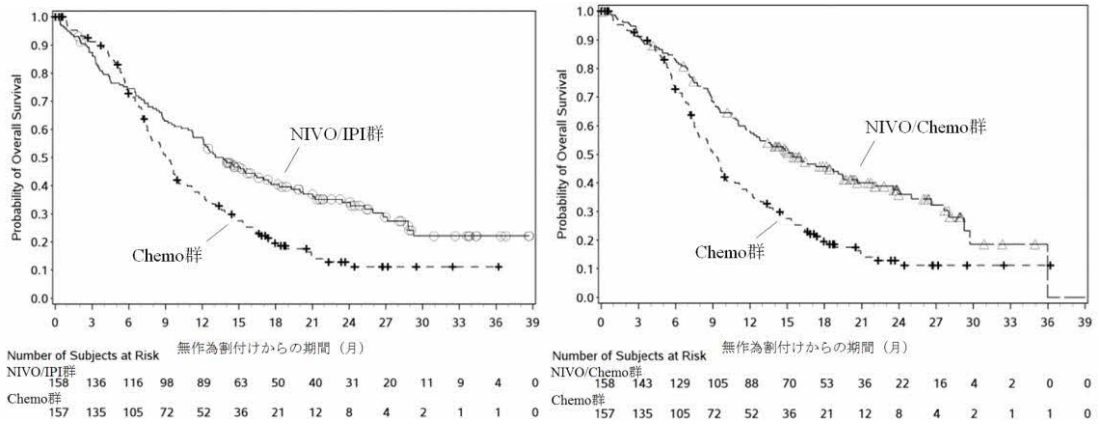 1.0
0.9
0.8
0.7
0.6
0.5
0.4
0.3
0.2
0.1
0.0
Probability of Overall Survival
NIVO/IPI群
Chemo群
0 3 6 9 12 15 18 21 24 27 30 33 36 39
無作為割付けからの期間（月）
Number of Subjects at Risk
NIVO/IPI群
158 136 116 98 89 63 50 40 31 20 11 9 4 0
Chemo群
157 135 105 72 52 36 21 12 8 4 2 1 1 0
1.0
0.9
0.8
0.7
0.6
0.5
0.4
0.3
0.2
0.1
0.0
Probability of Overall Survival
NIVO/Chemo群
Chemo群
0 3 6 9 12 15 18 21 24 27 30 33 36 39
無作為割付けからの期間（月）
Number of Subjects at Risk
NIVO/Chemo群
158 143 129 105 88 70 53 36 22 16 4 2 0 0
Chemo群
157 135 105 72 52 36 21 12 8 4 2 1 1 0